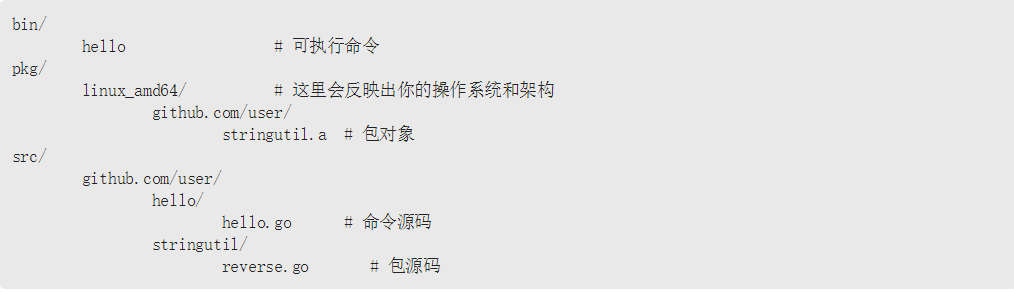 bin/
        hello                 # 可执行命令
pkg/
        linux_amd64/          # 这里会反映出你的操作系统和架构
                github.com/user/
                        stringutil.a  # 包对象
src/
        github.com/user/
                hello/
                        hello.go      # 命令源码
                stringutil/
                        reverse.go       # 包源码